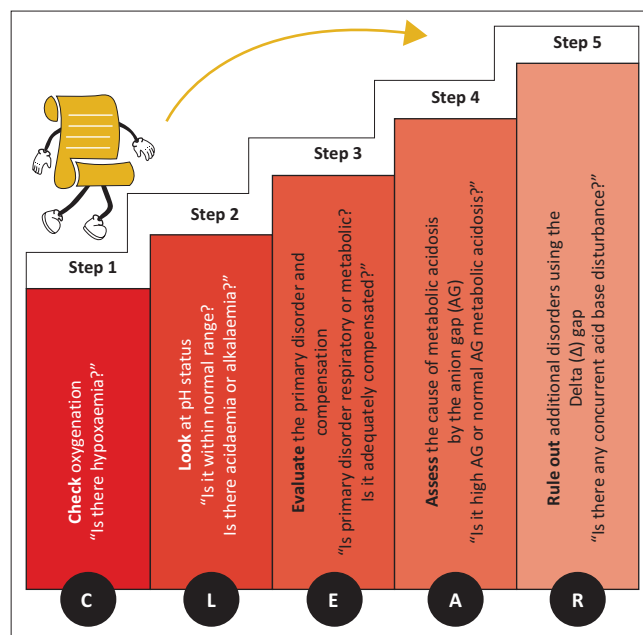 Step 1
Check oxygenation
“Is there hypoxaemia?”
C
Step 2
Look at pH status
“Is it within normal range?
Is there acidaemia or alkalaemia?”
L
Step 3
Evaluate the primary disorder and
compensation
“Is primary disorder respiratory or metabolic?
Is it adequately compensated?”
E
Step 4
Assess the cause of metabolic acidosis
by the anion gap (AG)
“Is it high AG or normal AG metabolic acidosis?”
A
Step 5
Rule out additional disorders using the
Delta (Δ) gap
“Is there any concurrent acid base disturbance?”
R